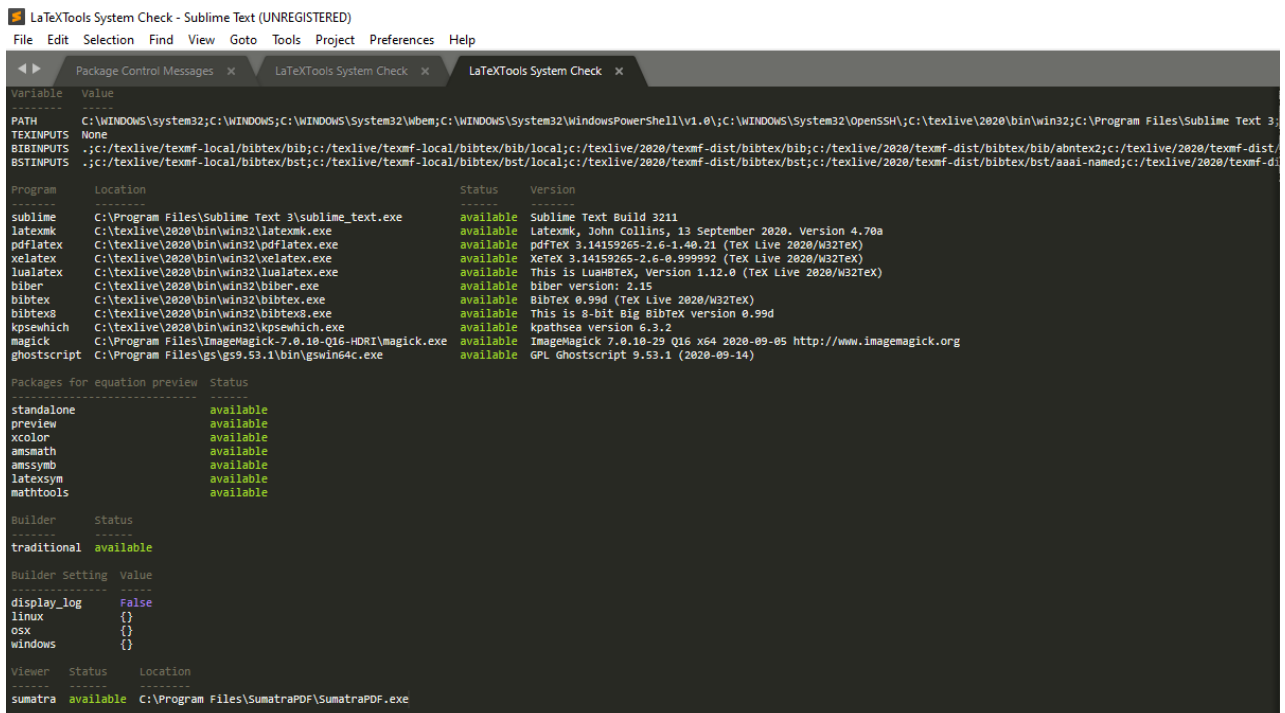 LaTeXTools System Check - Sublime Text (UNREGISTERED)
File Edit Selection Find View Goto Tools Project Preferences Help
Package Control Messages × LaTeXTools System Check × LaTeXTools System Check ×
Variable Value
-------- -----
PATH C:\WINDOWS\system32;C:\WINDOWS;C:\WINDOWS\System32\Wbem;C:\WINDOWS\System32\WindowsPowerShell\v1.0\;C:\WINDOWS\System32\OpenSSH\;C:\texlive\2020\bin\win32;C:\Program Files\Sublime Text 3;
TEXINPUTS None
BIBINPUTS .;c:/texlive/texmf-local/bibtex/bib;c:/texlive/texmf-local/bibtex/bib/local;c:/texlive/2020/texmf-dist/bibtex/bib;c:/texlive/2020/texmf-dist/bibtex/bib/abntex2;c:/texlive/2020/texmf-dist/
BSTINPUTS .;c:/texlive/texmf-local/bibtex/bst;c:/texlive/texmf-local/bibtex/bst/local;c:/texlive/2020/texmf-dist/bibtex/bst;c:/texlive/2020/texmf-dist/bibtex/bst/aaai-named;c:/texlive/2020/texmf-di
Program Location Status Version
------- -------- ------ -------
sublime C:\Program Files\Sublime Text 3\sublime_text.exe available Sublime Text Build 3211
latexmk C:\texlive\2020\bin\win32\latexmk.exe available Latexmk, John Collins, 13 September 2020. Version 4.70a
pdflatex C:\texlive\2020\bin\win32\pdflatex.exe available pdfTeX 3.14159265-2.6-1.40.21 (TeX Live 2020/W32TeX)
xelatex C:\texlive\2020\bin\win32\xelatex.exe available XeTeX 3.14159265-2.6-0.999992 (TeX Live 2020/W32TeX)
lualatex C:\texlive\2020\bin\win32\lualatex.exe available This is LuaHBTeX, Version 1.12.0 (TeX Live 2020/W32TeX)
biber C:\texlive\2020\bin\win32\biber.exe available biber version: 2.15
bibtex C:\texlive\2020\bin\win32\bibtex.exe available BibTeX 0.99d (TeX Live 2020/W32TeX)
bibtex8 C:\texlive\2020\bin\win32\bibtex8.exe available This is 8-bit Big BibTeX version 0.99d
kpsewhich C:\texlive\2020\bin\win32\kpsewhich.exe available kpathsea version 6.3.2
magick C:\Program Files\ImageMagick-7.0.10-Q16-HDRI\magick.exe available ImageMagick 7.0.10-29 Q16 x64 2020-09-05 http://www.imagemagick.org
ghostscript C:\Program Files\gs\gs9.53.1\bin\gswin64c.exe available GPL Ghostscript 9.53.1 (2020-09-14)
Packages for equation preview Status
----------------------------- ------
standalone available
preview available
xcolor available
amsmath available
amssymb available
latexsym available
mathtools available
Builder Status
------- ------
traditional available
Builder Setting Value
--------------- -----
display_log False
linux {}
osx {}
windows {}
Viewer Status Location
------ ------ --------
sumatra available C:\Program Files\SumatraPDF\SumatraPDF.exe